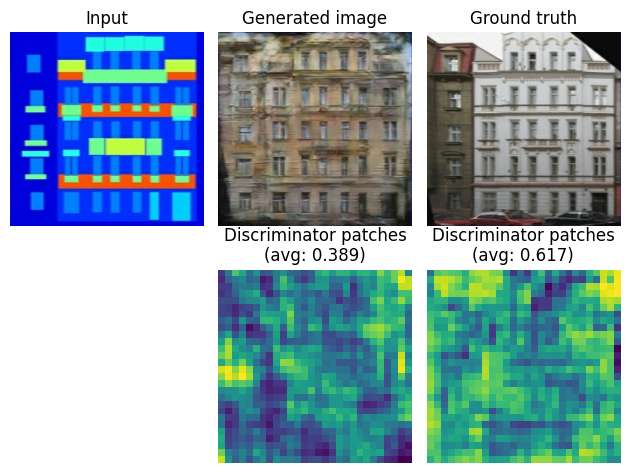 Input
Generated image
Ground truth
Discriminator patches
(avg: 0.389)
Discriminator patches
(avg: 0.617)